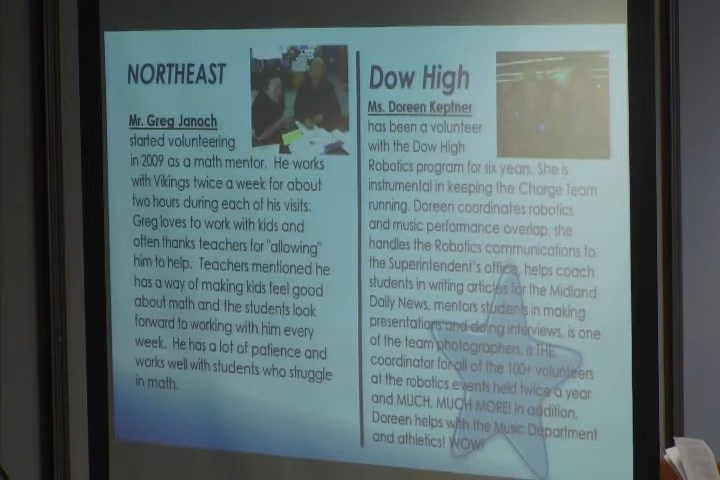 NORTHEAST
Mr. Greg Janoch
started volunteering
in 2009 as a math mentor. He works
with Vikings twice a week for about
two hours during each of his visits.
Greg loves to work with kids and
often thanks teachers for "allowing"
him to help. Teachers mentioned he
has a way of making kids feel good
about math and the students look
forward to working with him every
week. He has a lot of patience and
works well with students who struggle
in math.
Dow High
Ms. Doreen Keptner
has been a volunteer
with the Dow High
Robotics program for six years. She is
instrumental in keeping the Charge Team
running. Doreen coordinates robotics
and music performance overlap, she
handles the Robotics communications to
the Superintendent's office, helps coach
students in writing articles for the Midland
Daily News, mentors students in making
presentations and doing interviews, is one
of the team photographers, is THE
coordinator for all of the 100+ volunteers
at the robotics events held twice a year
and MUCH, MUCH MORE! In addition,
Doreen helps with the Music Department
and athletics! WOW!